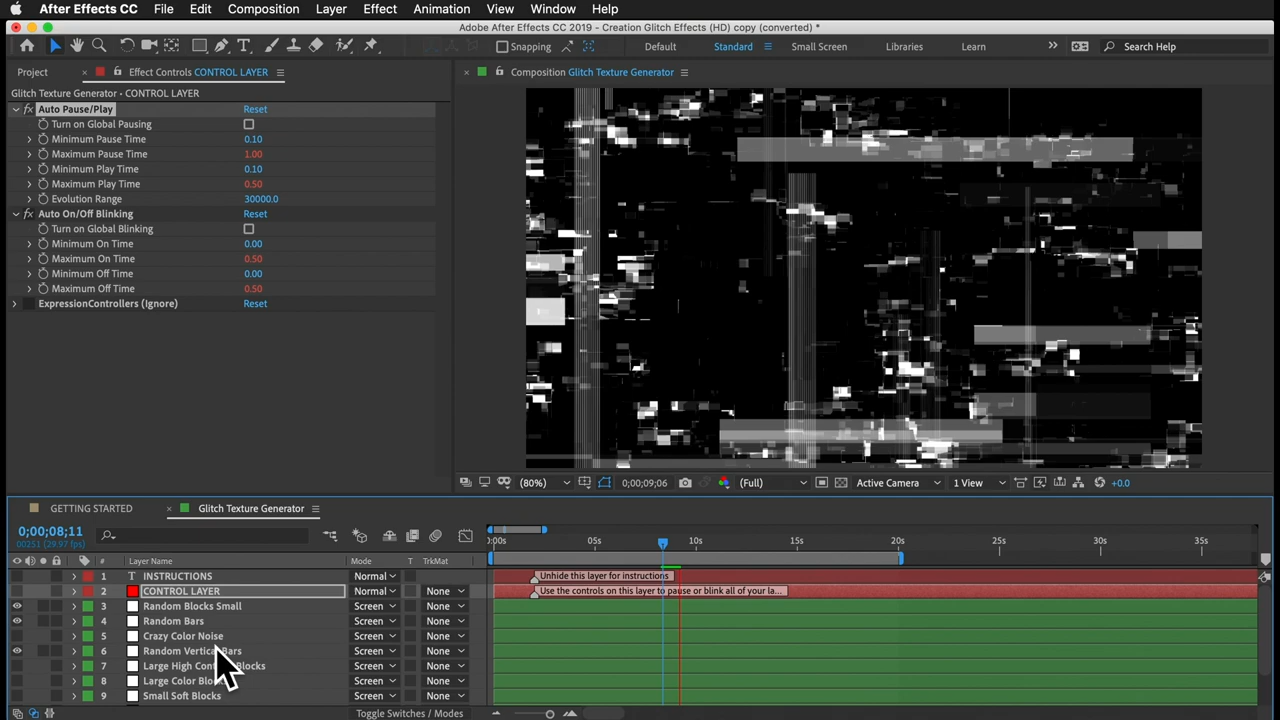 After Effects CC File Edit Composition Layer Effect Animation View Window Help
Adobe After Effects CC 2019 - Creation Glitch Effects (HD) copy (converted) *
Snapping Default Standard Small Screen Libraries Learn Search Help
Project Effect Controls CONTROL LAYER Composition Glitch Texture Generator
Glitch Texture Generator • CONTROL LAYER
fx Auto Pause/Play Reset
Turn on Global Pausing
Minimum Pause Time 0.10
Maximum Pause Time 1.00
Minimum Play Time 0.10
Maximum Play Time 0.50
Evolution Range 30000.0
fx Auto On/Off Blinking Reset
Turn on Global Blinking
Minimum On Time 0.00
Maximum On Time 0.50
Minimum Off Time 0.00
Maximum Off Time 0.50
ExpressionControllers (Ignore) Reset
(80%) 0;00;09;06 (Full) Active Camera 1 View +0.0
GETTING STARTED Glitch Texture Generator
0;00;08;11
00251 (29.97 fps)
0:00s 05s 10s 15s 20s 25s 30s 35s
# Layer Name Mode T TrkMat
1 T INSTRUCTIONS Normal Unhide this layer for instructions
2 CONTROL LAYER Normal None Use the controls on this layer to pause or blink all of your la...
3 Random Blocks Small Screen None
4 Random Bars Screen None
5 Crazy Color Noise Screen None
6 Random Vertical Bars Screen None
7 Large High Con Blocks Screen None
8 Large Color Blo Screen None
9 Small Soft Blocks Screen None
Toggle Switches / Modes